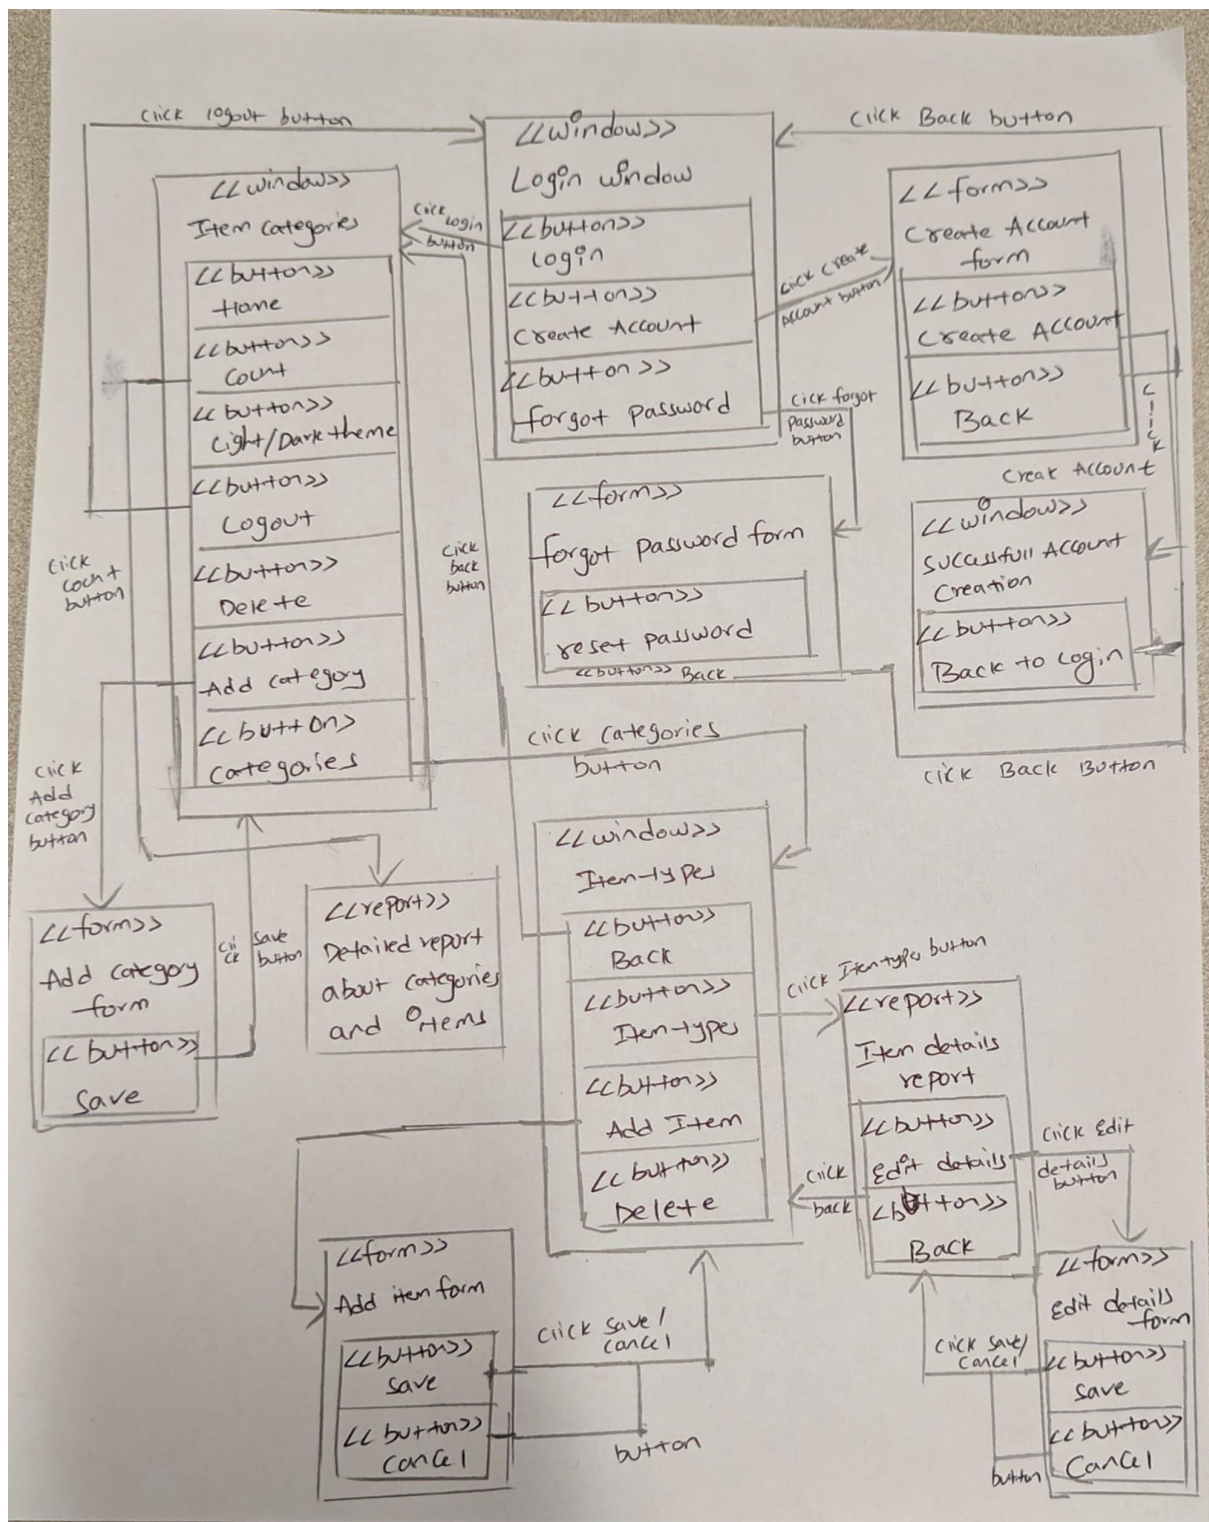 click logout button
<<window>>
Login window
<<button>>
Login
<<button>>
Create Account
<<button>>
forgot password
click Back button
<<window>>
Item categories
<<button>>
Home
<<button>>
Count
<<button>>
Light/Dark theme
<<button>>
Logout
<<button>>
Delete
<<button>>
Add category
<<button>
categories
click
Login
button
click create
Account button
<<form>>
Create Account
form
<<button>>
Create Account
<<button>>
Back
click forgot
password
button
click
Creat Account
<<form>>
forgot password form
<<button>>
reset password
<<button>> Back
<<window>>
Successfull Account
Creation
<<button>>
Back to Login
click Back Button
click
count
button
click
back
button
click categories
button
click
Add
category
button
<<form>>
Add category
form
<<button>>
Save
click
save
button
<<report>>
Detailed report
about categories
and items
<<window>>
Item-types
<<button>>
Back
<<button>>
Item-types
<<button>>
Add Item
<<button>>
Delete
click Item-types button
<<report>>
Item details
report
<<button>>
Edit details
<button>>
Back
click
back
click Edit
details
button
<<form>>
Add item form
<<button>>
Save
<<button>>
Cancel
click save/
cancel
button
<<form>>
Edit details
form
<<button>>
Save
<<button>>
Cancel
click save/
cancel
button